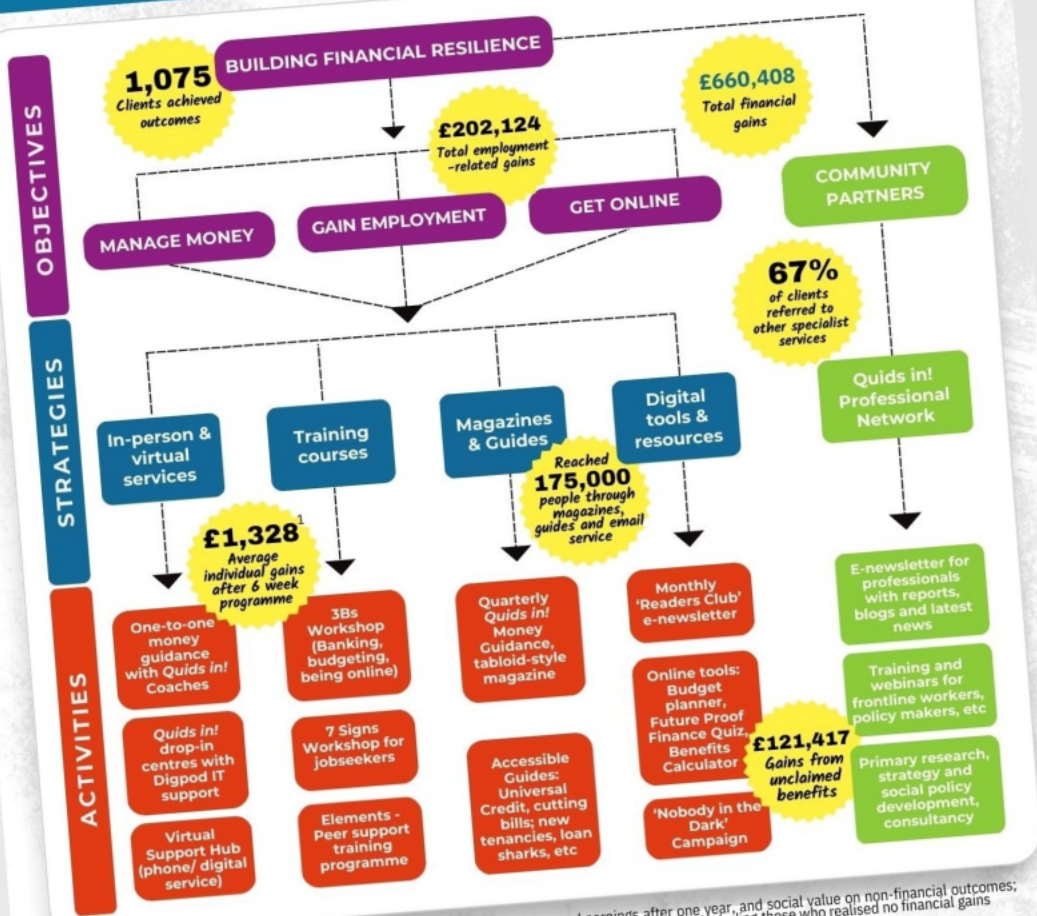 BUILDING FINANCIAL RESILIENCE
1,075
Clients achieved
outcomes
£202,124
Total employment
-related gains
£660,408
Total financial
gains
OBJECTIVES
MANAGE MONEY
GAIN EMPLOYMENT
GET ONLINE
COMMUNITY
PARTNERS
67%
of clients
referred to
other specialist
services
STRATEGIES
In-person &
virtual
services
Training
courses
Magazines
& Guides
Digital
tools &
resources
Quids in!
Professional
Network
£1,328¹
Average
individual gains
after 6 week
programme
Reached
175,000
people through
magazines,
guides and email
service
ACTIVITIES
One-to-one
money
guidance
with Quids in!
Coaches
Quids in!
drop-in
centres with
Digpod IT
support
Virtual
Support Hub
(phone/ digital
service)
3Bs
Workshop
(Banking,
budgeting,
being online)
7 Signs
Workshop for
jobseekers
Elements -
Peer support
training
programme
Quarterly
Quids in!
Money
Guidance,
tabloid-style
magazine
Accessible
Guides:
Universal
Credit, cutting
bills; new
tenancies, loan
sharks, etc
Monthly
'Readers Club'
e-newsletter
Online tools:
Budget
planner,
Future Proof
Finance Quiz,
Benefits
Calculator
'Nobody in the
Dark'
Campaign
£121,417
Gains from
unclaimed
benefits
E-newsletter for
professionals
with reports,
blogs and latest
news
Training and
webinars for
frontline workers,
policy makers, etc
Primary research,
strategy and
social policy
development,
consultancy
earnings after one year, and social value on non-financial outcomes;
those who realised no financial gains